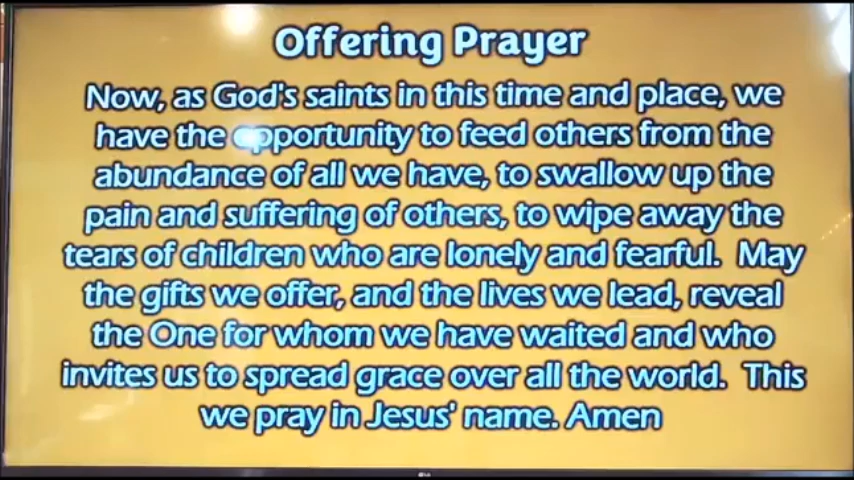 Offering Prayer
Now, as God's saints in this time and place, we
have the opportunity to feed others from the
abundance of all we have, to swallow up the
pain and suffering of others, to wipe away the
tears of children who are lonely and fearful.  May
the gifts we offer, and the lives we lead, reveal
the One for whom we have waited and who
invites us to spread grace over all the world.  This
we pray in Jesus' name. Amen